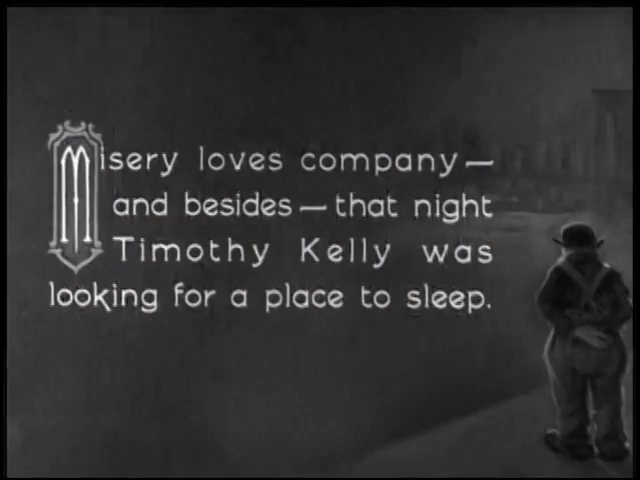 Misery loves company—
and besides—that night
Timothy Kelly was
looking for a place to sleep.